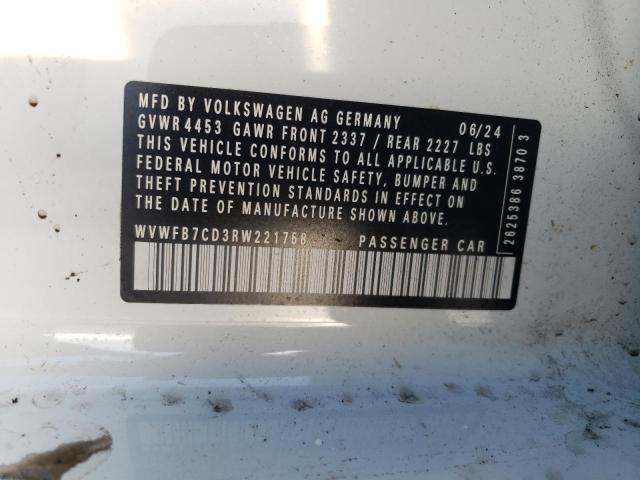 MFD BY VOLKSWAGEN AG GERMANY 06/24
GVWR 4453 GAWR FRONT 2337 / REAR 2227 LBS
THIS VEHICLE CONFORMS TO ALL APPLICABLE U.S.
FEDERAL MOTOR VEHICLE SAFETY, BUMPER AND
THEFT PREVENTION STANDARDS IN EFFECT ON
THE DATE OF MANUFACTURE SHOWN ABOVE.
WVWFB7CD3RW221758 PASSENGER CAR
2625386 3870 3